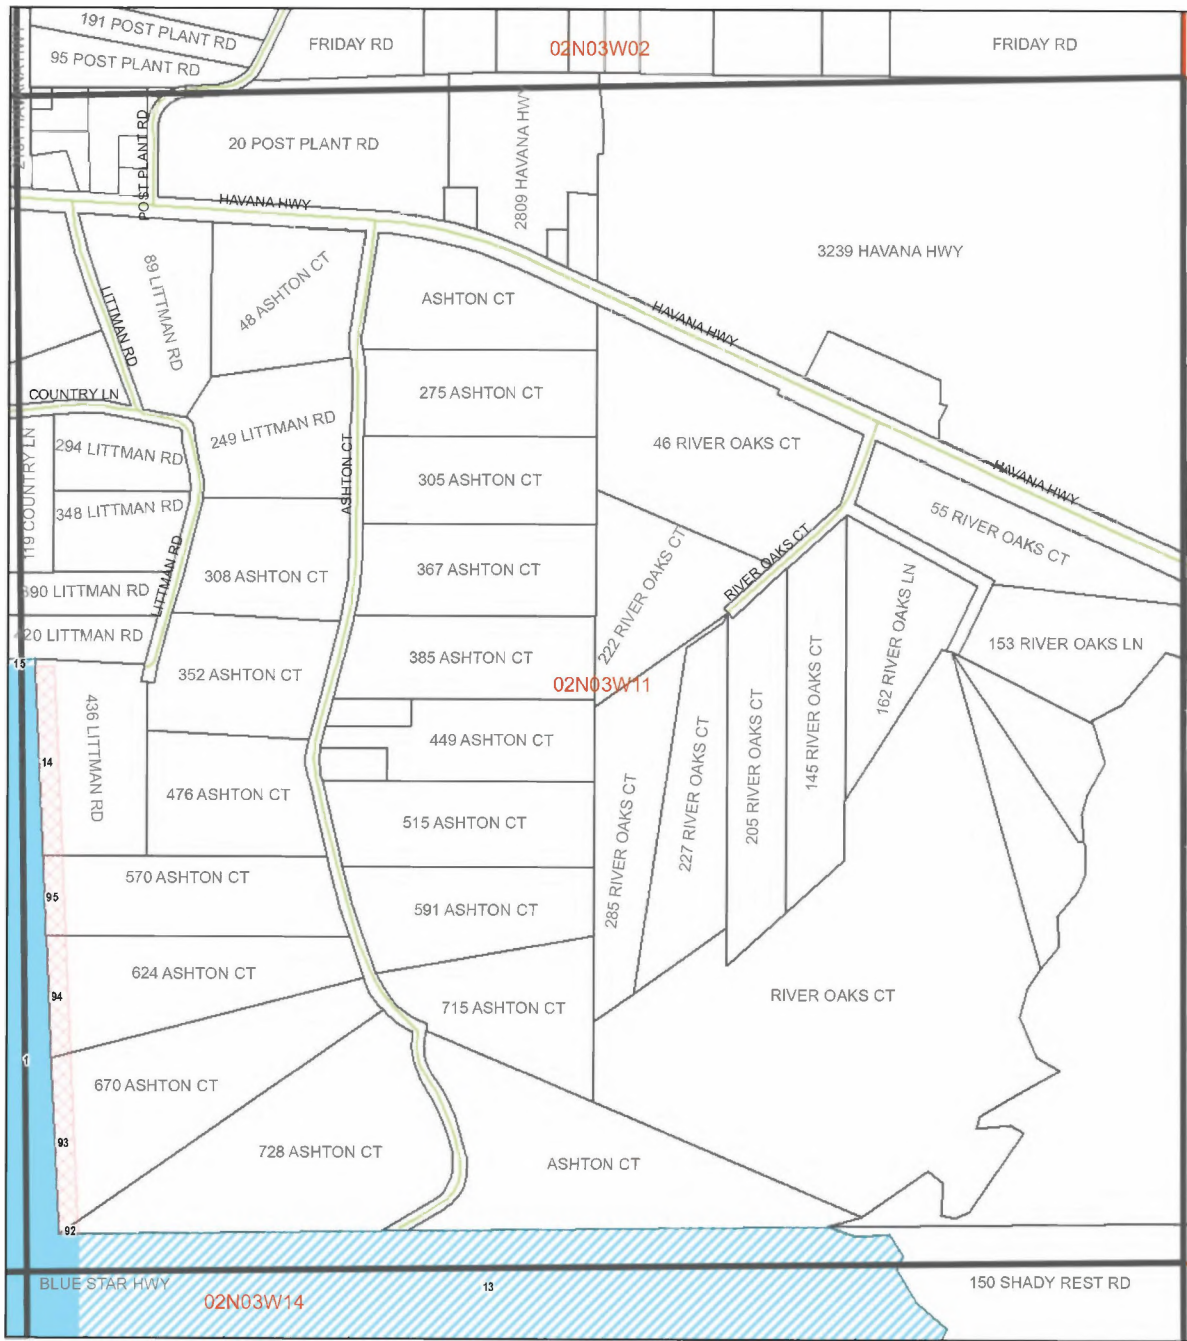 191 POST PLANT RD
FRIDAY RD
02N03W02
FRIDAY RD
95 POST PLANT RD
20 POST PLANT RD
POST PLANT RD
2809 HAVANA HWY
HAVANA HWY
3239 HAVANA HWY
89 LITTMAN RD
48 ASHTON CT
ASHTON CT
LITTMAN RD
HAVANA HWY
COUNTRY LN
275 ASHTON CT
249 LITTMAN RD
46 RIVER OAKS CT
294 LITTMAN RD
119 COUNTRY LN
ASHTON CT
305 ASHTON CT
HAVANA HWY
348 LITTMAN RD
55 RIVER OAKS CT
LITTMAN RD
308 ASHTON CT
367 ASHTON CT
222 RIVER OAKS CT
RIVER OAKS CT
390 LITTMAN RD
162 RIVER OAKS LN
420 LITTMAN RD
153 RIVER OAKS LN
15
352 ASHTON CT
385 ASHTON CT
02N03W11
436 LITTMAN RD
145 RIVER OAKS CT
449 ASHTON CT
14
227 RIVER OAKS CT
205 RIVER OAKS CT
476 ASHTON CT
515 ASHTON CT
285 RIVER OAKS CT
570 ASHTON CT
95
591 ASHTON CT
624 ASHTON CT
94
715 ASHTON CT
RIVER OAKS CT
1
670 ASHTON CT
93
728 ASHTON CT
ASHTON CT
92
BLUE STAR HWY
13
150 SHADY REST RD
02N03W14